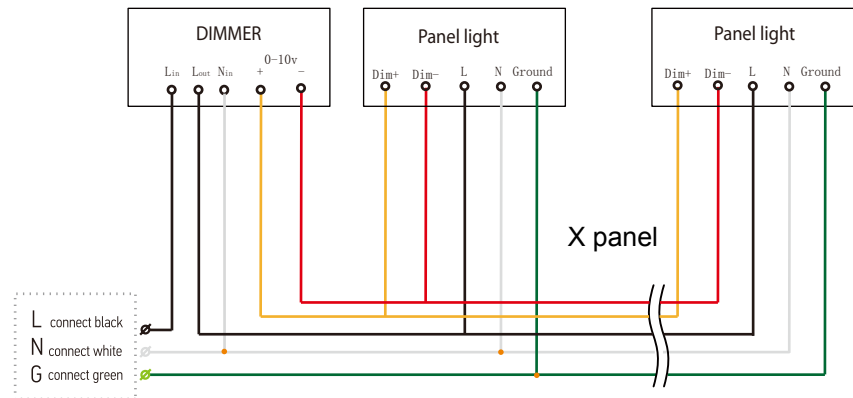 DIMMER
0-10v
Lin Lout Nin + -
Panel light
Dim+ Dim- L N Ground
Panel light
Dim+ Dim- L N Ground
X panel
L connect black
N connect white
G connect green